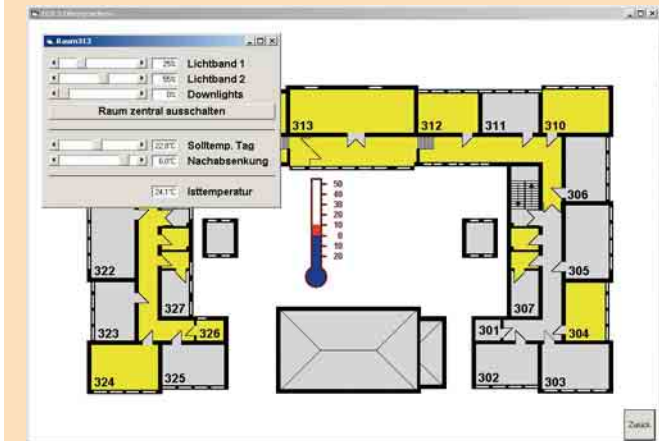 Raum313
25% Lichtband 1
55% Lichtband 2
0% Downlights
Raum zentral ausschalten
22,0°C Solltemp. Tag
6,0°C Nachabsenkung
24,1°C Isttemperatur
313
312
311
310
306
305
304
303
302
301
307
322
323
324
325
326
327
50
40
30
20
10
0
10
20
Zurück